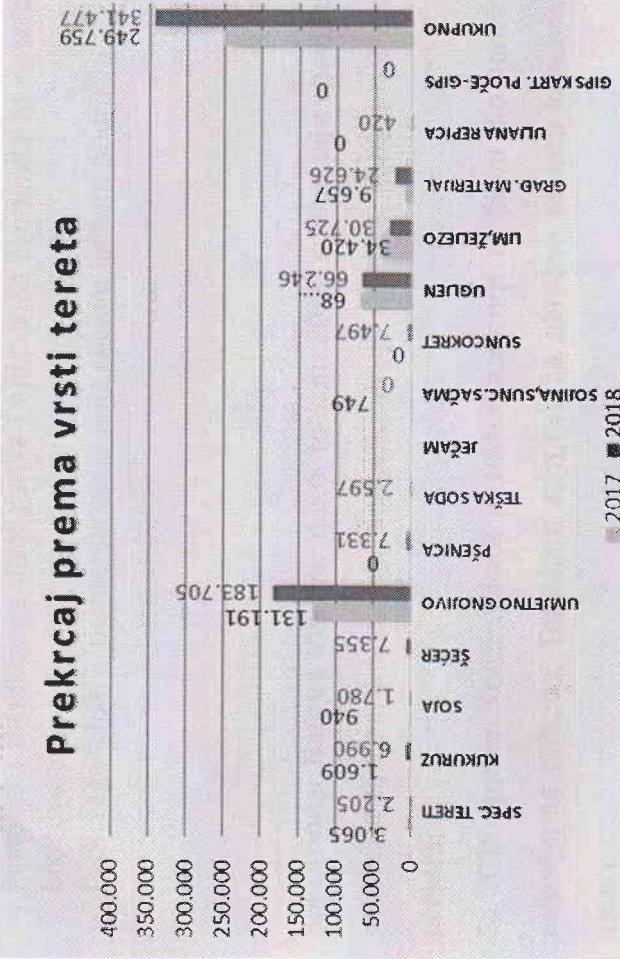 Prekrcaj prema vrsti tereta
400.000
350.000
300.000
250.000
200.000
150.000
100.000
50.000
0
3.065
2.205
1.609
6.990
940
1.780
7.355
131.191
183.705
0
7.331
2.597
749
0
0
7.497
68....
66.246
34.420
30.725
9.657
24.626
0
420
0
0
249.759
341.477
SPEC. TERETI
KUKURUZ
SOJA
ŠEĆER
UMJETNO GNOJIVO
PŠENICA
TEŠKA SODA
JEČAM
SOJINA,SUNC.SAČMA
SUNCOKRET
UGLJEN
UM,ŽELJEZO
GRAD. MATERIJAL
ULJANA REPICA
GIPS KART. PLOČE-GIPS
UKUPNO
2017 2018